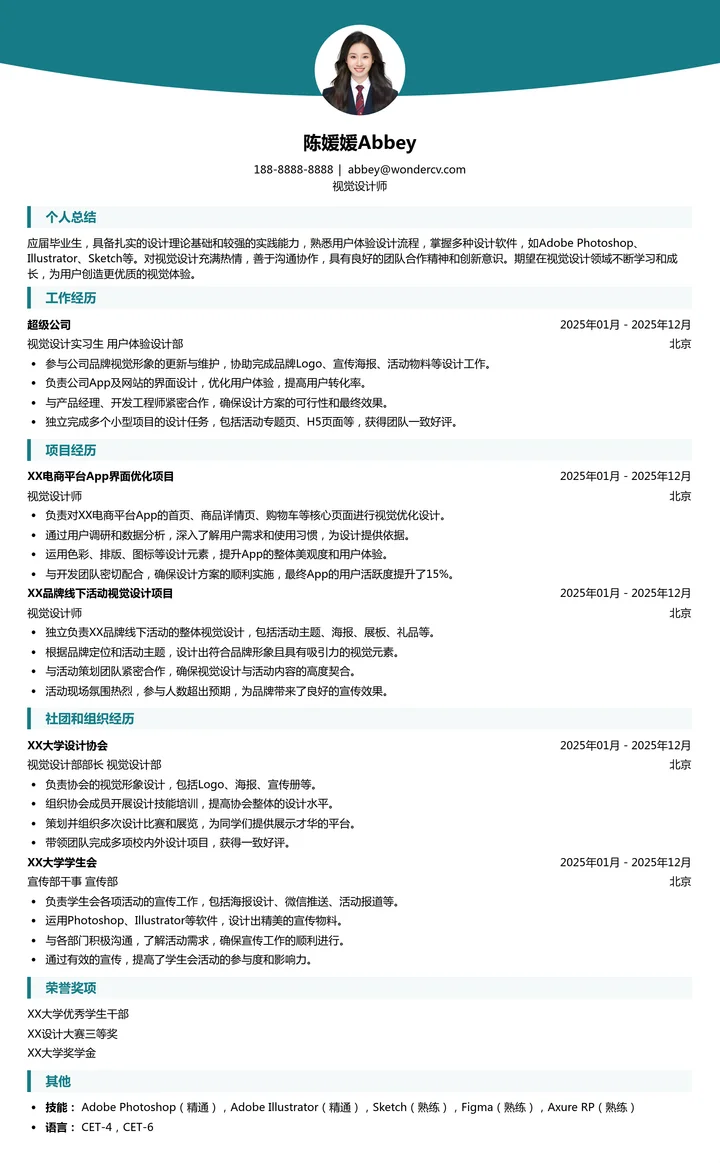 陈媛媛Abbey
188-8888-8888 | abbey@wondercv.com
视觉设计师
个人总结
应届毕业生，具备扎实的设计理论基础和较强的实践能力，熟悉用户体验设计流程，掌握多种设计软件，如Adobe Photoshop、
Illustrator、Sketch等。对视觉设计充满热情，善于沟通协作，具有良好的团队合作精神和创新意识。期望在视觉设计领域不断学习和成
长，为用户创造更优质的视觉体验。
工作经历
超级公司 2025年01月 - 2025年12月
视觉设计实习生 用户体验设计部 北京
• 参与公司品牌视觉形象的更新与维护，协助完成品牌Logo、宣传海报、活动物料等设计工作。
• 负责公司App及网站的界面设计，优化用户体验，提高用户转化率。
• 与产品经理、开发工程师紧密合作，确保设计方案的可行性和最终效果。
• 独立完成多个小型项目的设计任务，包括活动专题页、H5页面等，获得团队一致好评。
项目经历
XX电商平台App界面优化项目 2025年01月 - 2025年12月
视觉设计师 北京
• 负责对XX电商平台App的首页、商品详情页、购物车等核心页面进行视觉优化设计。
• 通过用户调研和数据分析，深入了解用户需求和使用习惯，为设计提供依据。
• 运用色彩、排版、图标等设计元素，提升App的整体美观度和用户体验。
• 与开发团队密切配合，确保设计方案的顺利实施，最终App的用户活跃度提升了15%。
XX品牌线下活动视觉设计项目 2025年01月 - 2025年12月
视觉设计师 北京
• 独立负责XX品牌线下活动的整体视觉设计，包括活动主题、海报、展板、礼品等。
• 根据品牌定位和活动主题，设计出符合品牌形象且具有吸引力的视觉元素。
• 与活动策划团队紧密合作，确保视觉设计与活动内容的高度契合。
• 活动现场氛围热烈，参与人数超出预期，为品牌带来了良好的宣传效果。
社团和组织经历
XX大学设计协会 2025年01月 - 2025年12月
视觉设计部部长 视觉设计部 北京
• 负责协会的视觉形象设计，包括Logo、海报、宣传册等。
• 组织协会成员开展设计技能培训，提高协会整体的设计水平。
• 策划并组织多次设计比赛和展览，为同学们提供展示才华的平台。
• 带领团队完成多项校内外设计项目，获得一致好评。
XX大学学生会 2025年01月 - 2025年12月
宣传部干事 宣传部 北京
• 负责学生会各项活动的宣传工作，包括海报设计、微信推送、活动报道等。
• 运用Photoshop、Illustrator等软件，设计出精美的宣传物料。
• 与各部门积极沟通，了解活动需求，确保宣传工作的顺利进行。
• 通过有效的宣传，提高了学生会活动的参与度和影响力。
荣誉奖项
XX大学优秀学生干部
XX设计大赛三等奖
XX大学奖学金
其他
• 技能： Adobe Photoshop（精通），Adobe Illustrator（精通），Sketch（熟练），Figma（熟练），Axure RP（熟练）
• 语言： CET-4，CET-6